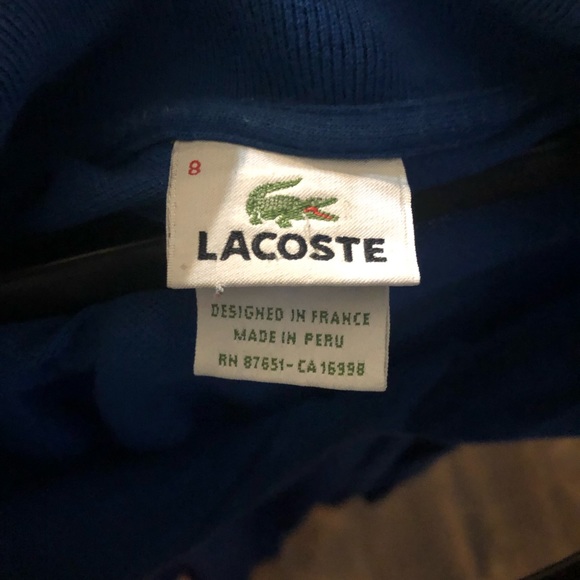 8
LACOSTE
DESIGNED IN FRANCE
MADE IN PERU
RN 87651-CA 16998